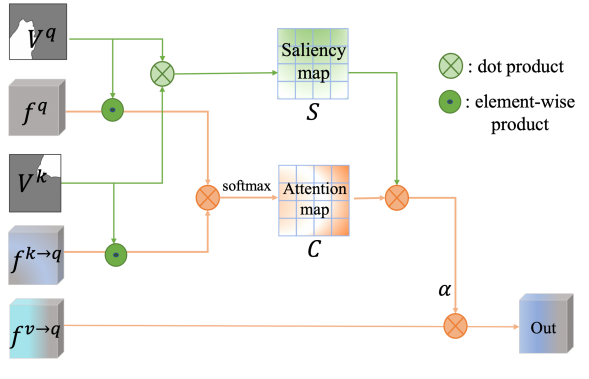 V^q
f^q
V^k
f^{k→q}
f^{v→q}
Saliency
map
S
softmax
Attention
map
C
α
Out
: dot product
: element-wise
product